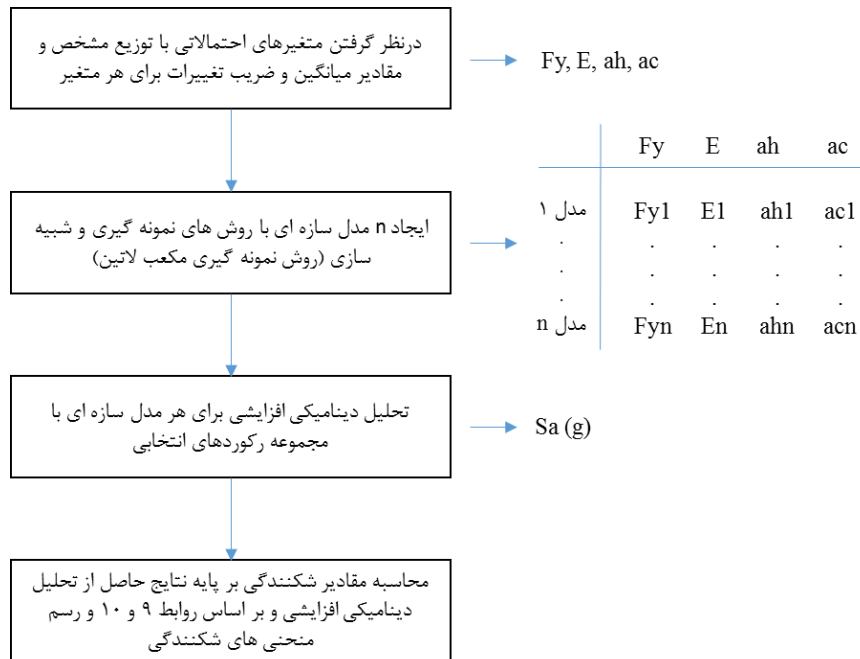 درنظر گرفتن متغیرهای احتمالاتی با توزیع مشخص و
مقادیر میانگین و ضریب تغییرات برای هر متغیر
Fy, E, ah, ac
ایجاد n مدل سازه ای با روش های نمونه گیری و شبیه
سازی (روش نمونه گیری مکعب لاتین)
Fy E ah ac
مدل ۱ Fy1 E1 ah1 ac1
. . . . .
. . . . .
. . . . .
مدل n Fyn En ahn acn
تحلیل دینامیکی افزایشی برای هر مدل سازه ای با
مجموعه رکوردهای انتخابی
Sa (g)
محاسبه مقادیر شکنندگی بر پایه نتایج حاصل از تحلیل
دینامیکی افزایشی و بر اساس روابط ۹ و ۱۰ و رسم
منحنی های شکنندگی